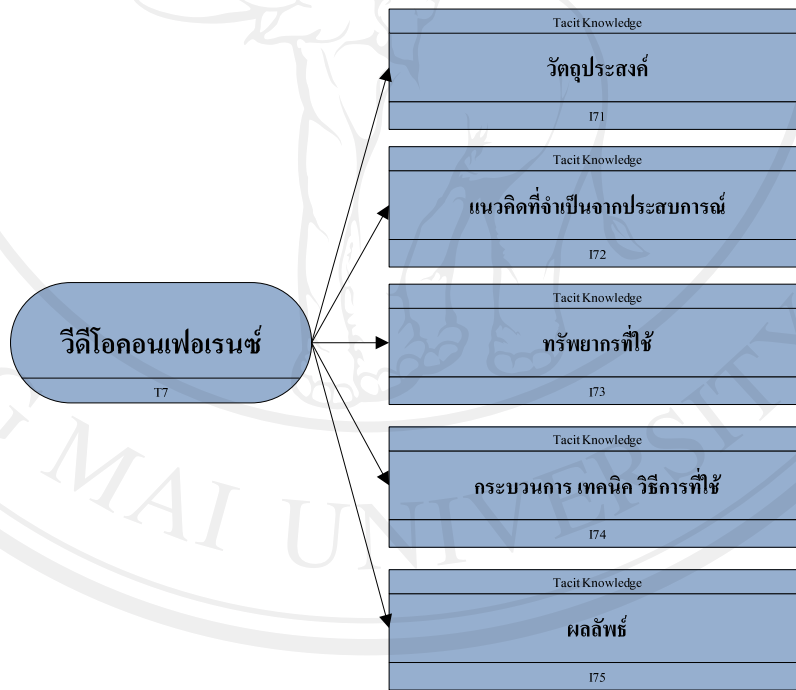 Tacit Knowledge
วัตถุประสงค์
I71
Tacit Knowledge
แนวคิดที่จำเป็นจากประสบการณ์
I72
วีดีโอคอนเฟอเรนซ์
T7
Tacit Knowledge
ทรัพยากรที่ใช้
I73
Tacit Knowledge
กระบวนการ เทคนิค วิธีการที่ใช้
I74
Tacit Knowledge
ผลลัพธ์
I75
G MAI UNIVERSITY